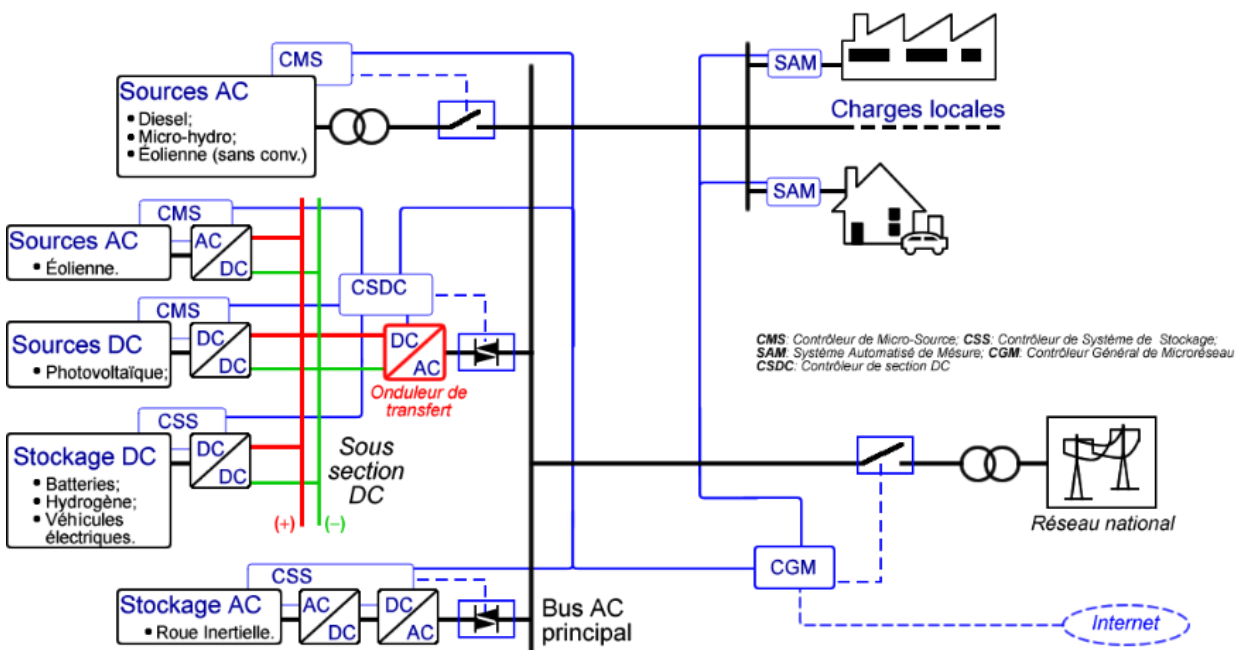 CMS
Sources AC
• Diesel;
• Micro-hydro;
• Éolienne (sans conv.)
SAM
Charges locales
SAM
CMS
Sources AC
• Éolienne.
AC
DC
CSDC
CMS
Sources DC
• Photovoltaïque;
DC
DC
DC
AC
Onduleur de
transfert
CMS: Contrôleur de Micro-Source; CSS: Contrôleur de Système de Stockage;
SAM: Système Automatisé de Mésure; CGM: Contrôleur Général de Microréseau
CSDC: Contrôleur de section DC
CSS
Stockage DC
• Batteries;
• Hydrogène;
• Véhicules
électriques.
DC
DC
Sous
section
DC
(+)
(−)
Réseau national
CGM
CSS
Stockage AC
• Roue Inertielle.
AC
DC
DC
AC
Bus AC
principal
Internet